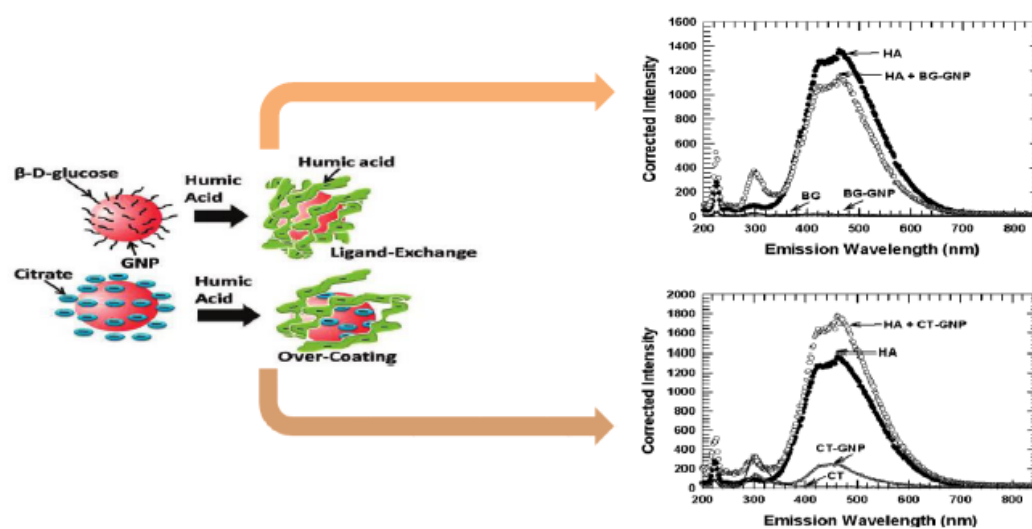 β-D-glucose
Humic
Acid
GNP
Humic acid
Ligand-Exchange
Citrate
Humic
Acid
Over-Coating
Corrected Intensity
1600
1400
1200
1000
800
600
400
200
0
HA
HA + BG-GNP
BG
BG-GNP
200 300 400 500 600 700 800
Emission Wavelength (nm)
Corrected Intensity
2000
1800
1600
1400
1200
1000
800
600
400
200
0
HA + CT-GNP
HA
CT-GNP
CT
200 300 400 500 600 700 800
Emission Wavelength (nm)